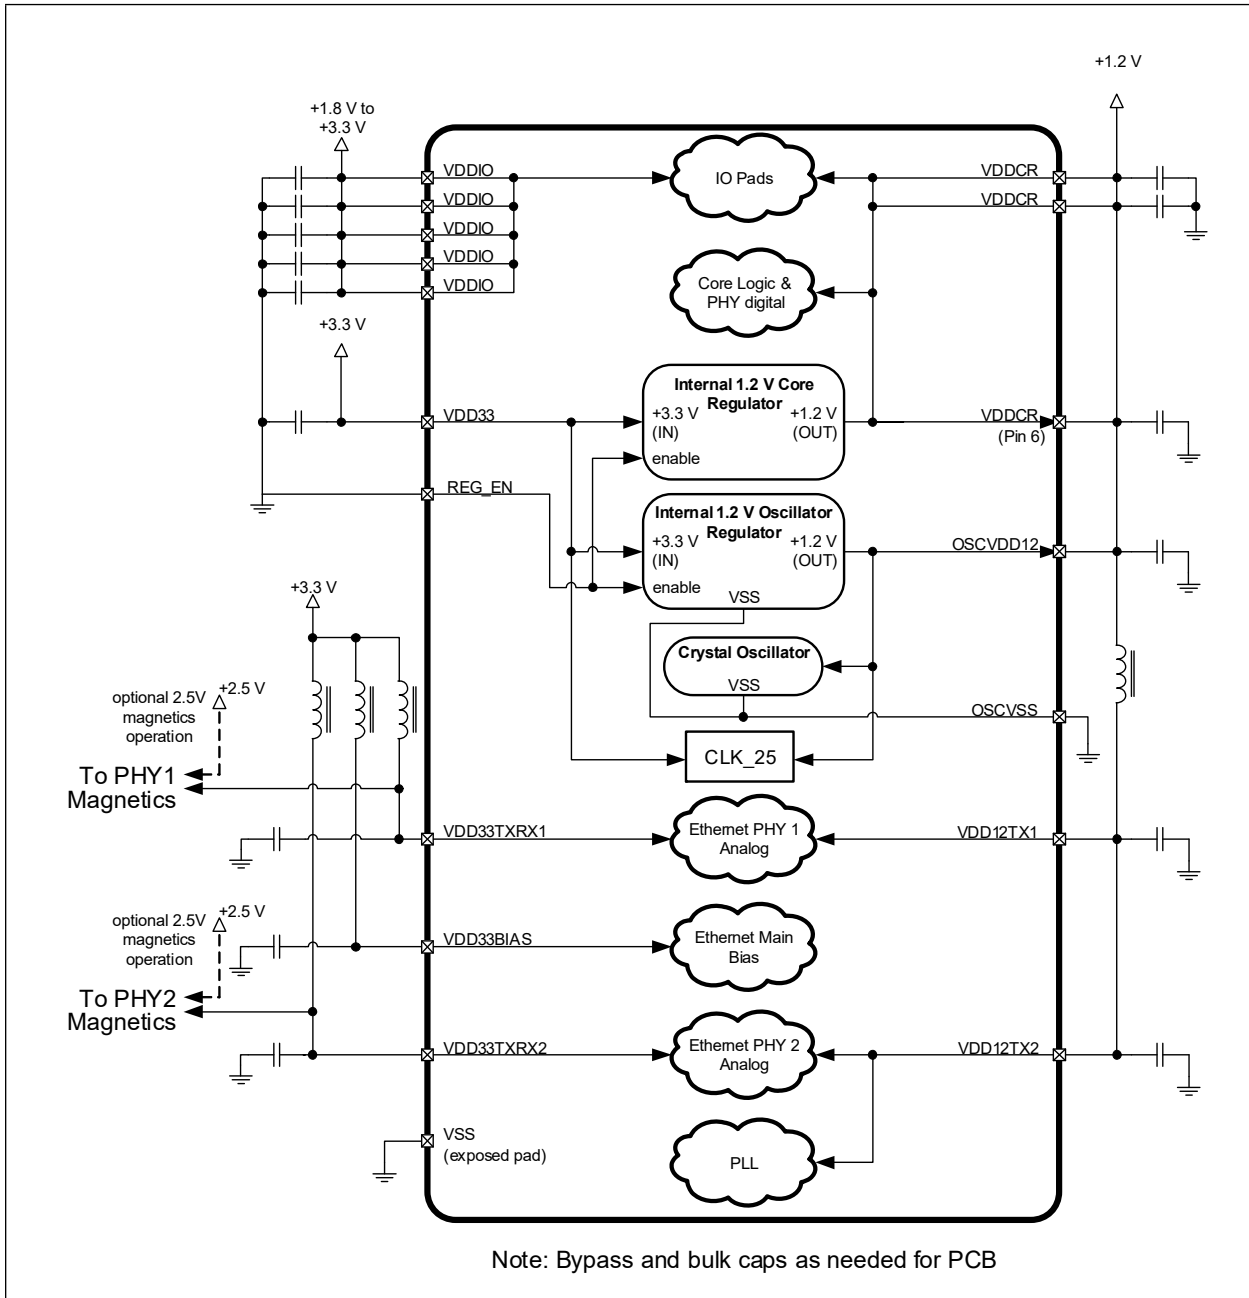 +1.2 V
+1.8 V to
+3.3 V
VDDIO
IO Pads
VDDCR
VDDIO
VDDCR
VDDIO
VDDIO
VDDIO
Core Logic &
PHY digital
+3.3 V
Internal 1.2 V Core
Regulator
VDD33
+3.3 V
(IN)
+1.2 V
(OUT)
enable
VDDCR
(Pin 6)
REG_EN
Internal 1.2 V Oscillator
Regulator
+3.3 V
(IN)
+1.2 V
(OUT)
enable
VSS
OSCVDD12
+3.3 V
Crystal Oscillator
VSS
optional 2.5V
magnetics
operation
+2.5 V
OSCVSS
To PHY1
Magnetics
CLK_25
VDD33TXRX1
Ethernet PHY 1
Analog
VDD12TX1
optional 2.5V
magnetics
operation
+2.5 V
VDD33BIAS
Ethernet Main
Bias
To PHY2
Magnetics
VDD33TXRX2
Ethernet PHY 2
Analog
VDD12TX2
VSS
(exposed pad)
PLL
Note: Bypass and bulk caps as needed for PCB